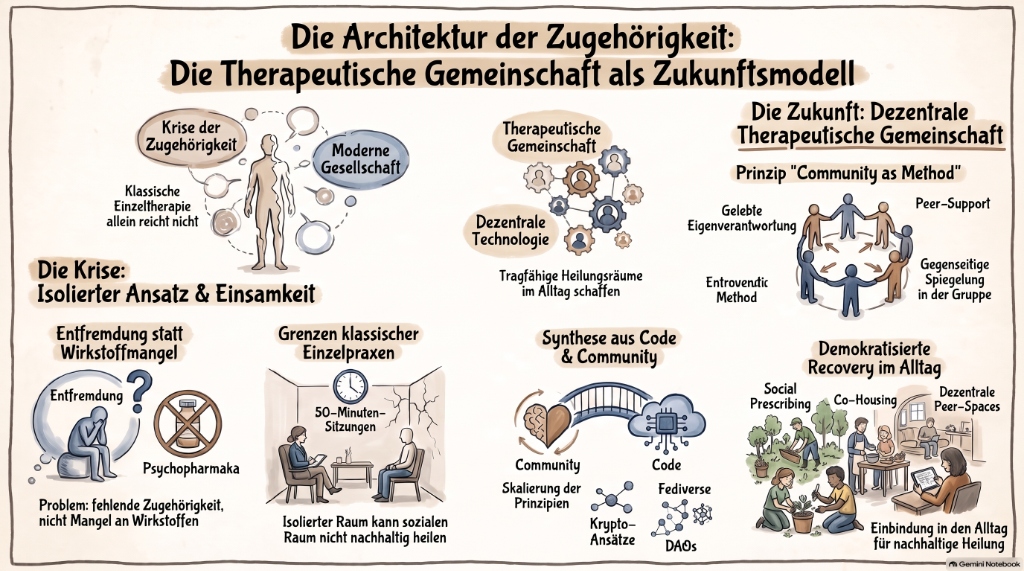 Die Architektur der Zugehörigkeit:
Die Therapeutische Gemeinschaft als Zukunftsmodell
Krise der
Zugehörigkeit
Moderne
Gesellschaft
Klassische
Einzeltherapie
allein reicht nicht
Die Krise:
Isolierter Ansatz & Einsamkeit
Entfremdung statt
Wirkstoffmangel
Entfremdung
?
Psychopharmaka
Problem: fehlende Zugehörigkeit,
nicht Mangel an Wirkstoffen
Grenzen klassischer
Einzelpraxen
50-Minuten-
Sitzungen
Isolierter Raum kann sozialen
Raum nicht nachhaltig heilen
Therapeutische
Gemeinschaft
Dezentrale
Technologie
Tragfähige Heilungsräume
im Alltag schaffen
Synthese aus Code
& Community
Community
Code
Skalierung der
Prinzipien
Krypto-
Ansätze
Fediverse
DAOs
Die Zukunft: Dezentrale
Therapeutische Gemeinschaft
Prinzip "Community as Method"
Gelebte
Eigenverantwortung
Peer-Support
Method
Gegenseitige
Spiegelung
in der Gruppe
Demokratisierte
Recovery im Alltag
Social
Prescribing
Co-Housing
Dezentrale
Peer-Spaces
Einbindung in den Alltag
für nachhaltige Heilung
Gemini Notebook